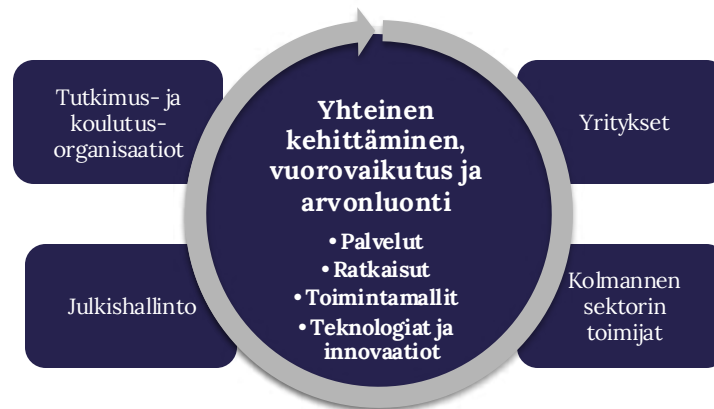 Tutkimus- ja
koulutus-
organisaatiot
Julkishallinto
Yhteinen
kehittäminen,
vuorovaikutus ja
arvonluonti
• Palvelut
• Ratkaisut
• Toimintamallit
• Teknologiat ja
innovaatiot
Yritykset
Kolmannen
sektorin
toimijat